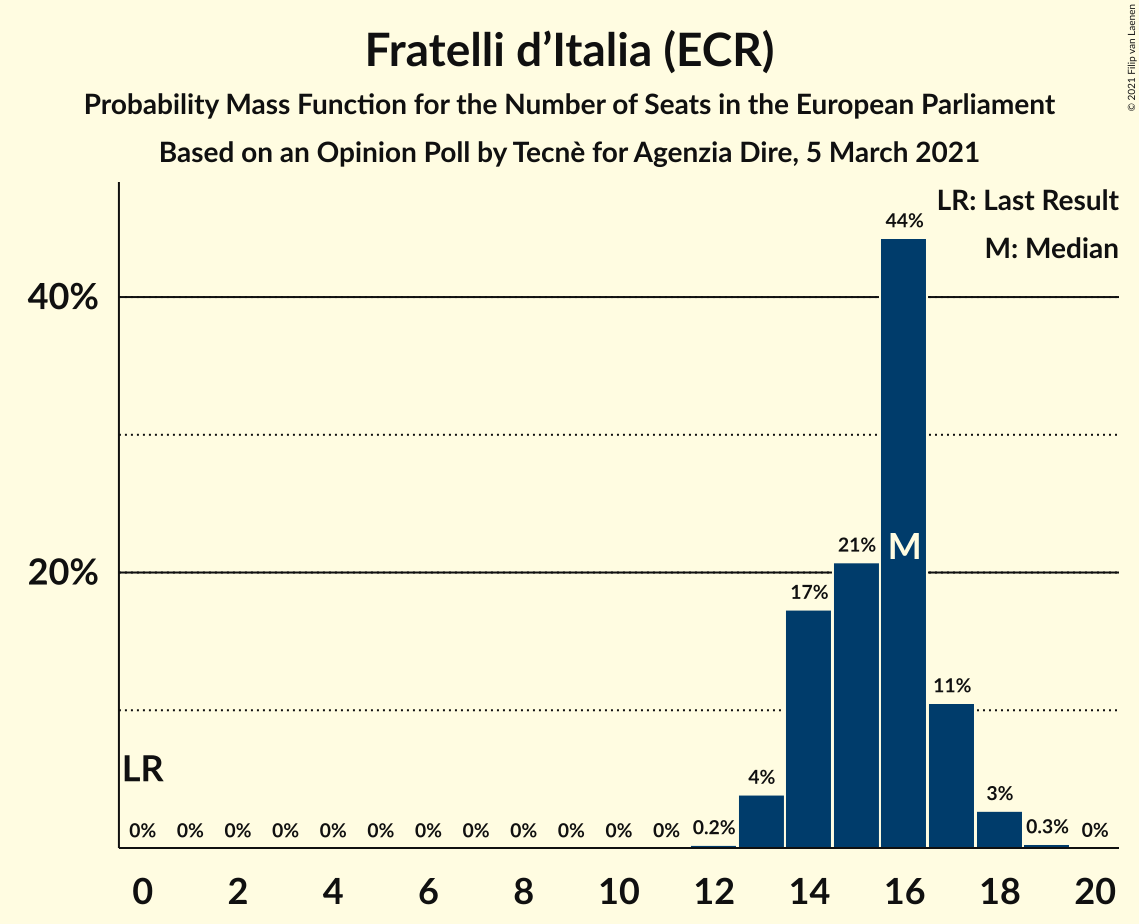 Fratelli d’Italia (ECR)
Probability Mass Function for the Number of Seats in the European Parliament
Based on an Opinion Poll by Tecnè for Agenzia Dire, 5 March 2021
© 2021 Filip van Laenen
LR: Last Result
M: Median
40%
20%
44%
21%
M
17%
11%
LR
4%
3%
0% 0% 0% 0% 0% 0% 0% 0% 0% 0% 0% 0% 0.2% 0.3% 0%
0 2 4 6 8 10 12 14 16 18 20